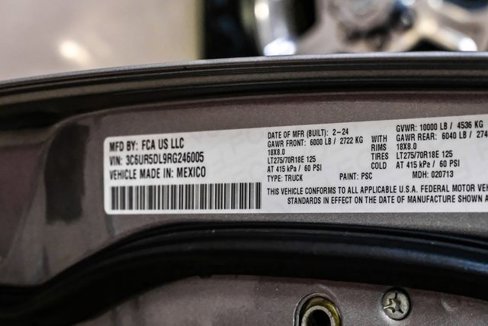 MFD BY: FCA US LLC
VIN: 3C6UR5DL9RG246005
VEHICLE MADE IN: MEXICO
DATE OF MFR (BUILT): 2-24
GAWR FRONT: 6000 LB / 2722 KG
18X8.0
LT275/70R18E 125
AT 415 kPa / 60 PSI
TYPE: TRUCK
PAINT: PSC
RIMS
TIRES
COLD
GVWR: 10000 LB / 4536 KG
GAWR REAR: 6040 LB /
18X8.0
LT275/70R18E 125
AT 415 kPa / 60 PSI
MDH: 020713
THIS VEHICLE CONFORMS TO ALL APPLICABLE U.S.A. FEDERAL MOTOR
STANDARDS IN EFFECT ON THE DATE OF MANUFACTURE